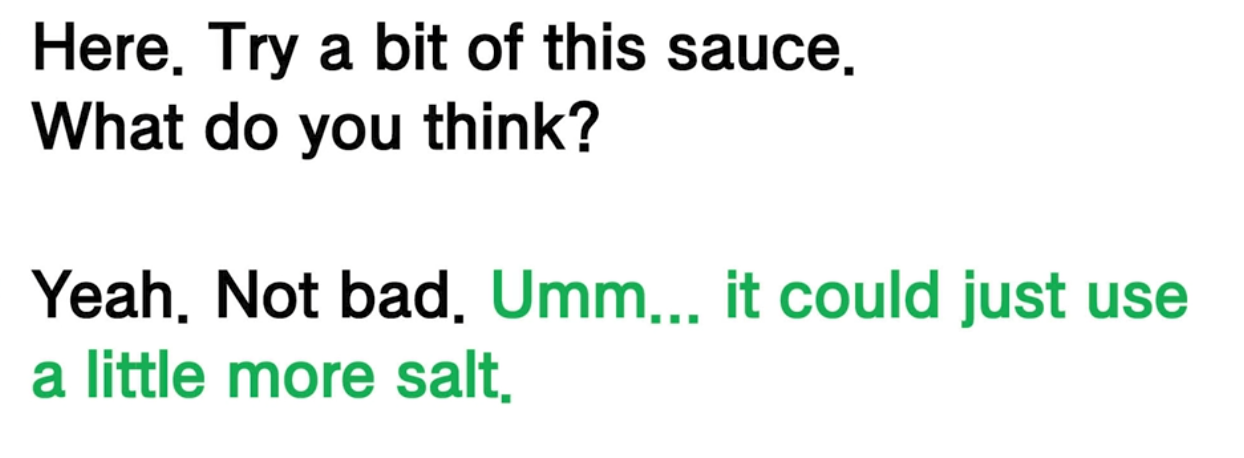 Here. Try a bit of this sauce.
What do you think?
Yeah. Not bad. Umm... it could just use
a little more salt.